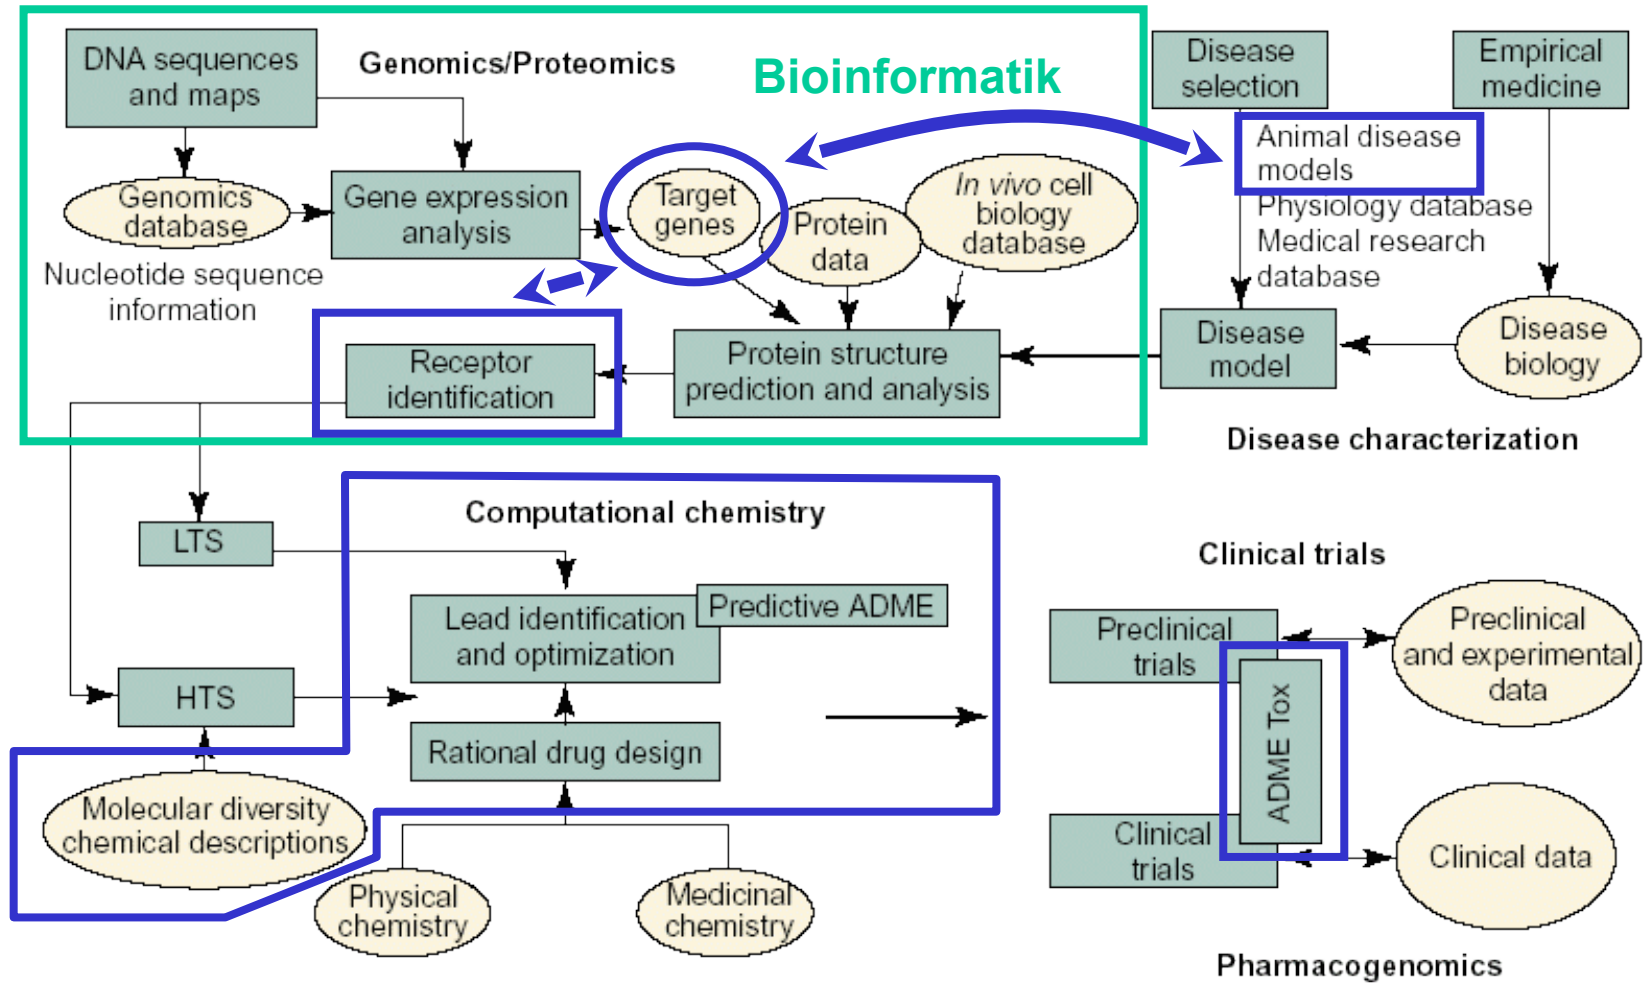 DNA sequences
and maps
Genomics/Proteomics
Bioinformatik
Disease
selection
Empirical
medicine
Animal disease
models
Physiology database
Medical research
database
Genomics
database
Nucleotide sequence
information
Gene expression
analysis
Target
genes
Protein
data
In vivo cell
biology
database
Receptor
identification
Protein structure
prediction and analysis
Disease
model
Disease
biology
Disease characterization
Computational chemistry
LTS
Lead identification
and optimization
Predictive ADME
HTS
Rational drug design
Molecular diversity
chemical descriptions
Physical
chemistry
Medicinal
chemistry
Clinical trials
Preclinical
trials
Preclinical
and experimental
data
ADME Tox
Clinical
trials
Clinical data
Pharmacogenomics